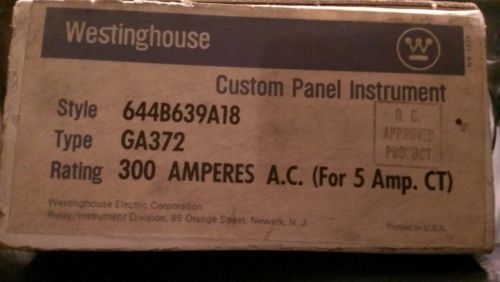 Westinghouse
Custom Panel Instrument
Style 644B639A18
Type GA372
Rating 300 AMPERES A.C. (For 5 Amp. CT)
APPROVED
PRODUCT
Westinghouse Electric Corporation
Relay/Instrument Division, 95 Orange Street, Newark, N. J.
Printed in U.S.A.